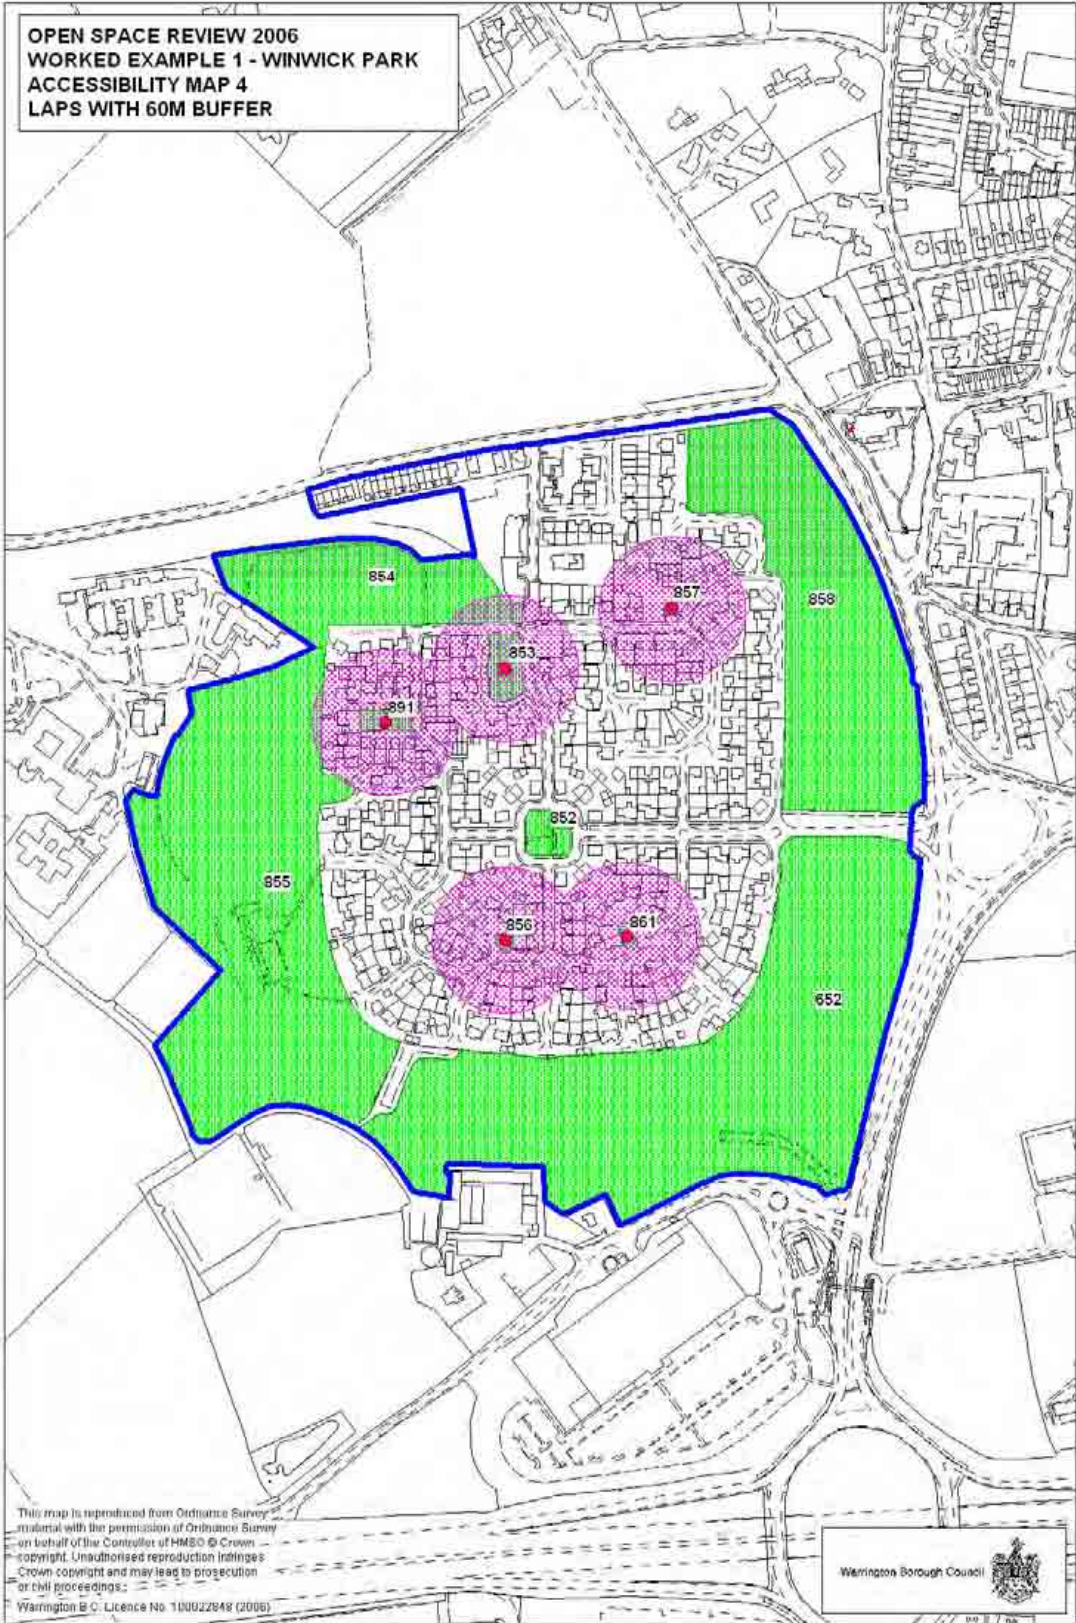 OPEN SPACE REVIEW 2006
WORKED EXAMPLE 1 - WINWICK PARK
ACCESSIBILITY MAP 4
LAPS WITH 60M BUFFER
854
857
858
853
891
852
855
856
861
652
This map is reproduced from Ordnance Survey
material with the permission of Ordnance Survey
on behalf of the Controller of HMSO © Crown
copyright. Unauthorised reproduction infringes
Crown copyright and may lead to prosecution
or civil proceedings.
Warrington B.C. Licence No. 100022848 (2006)
Warrington Borough Council